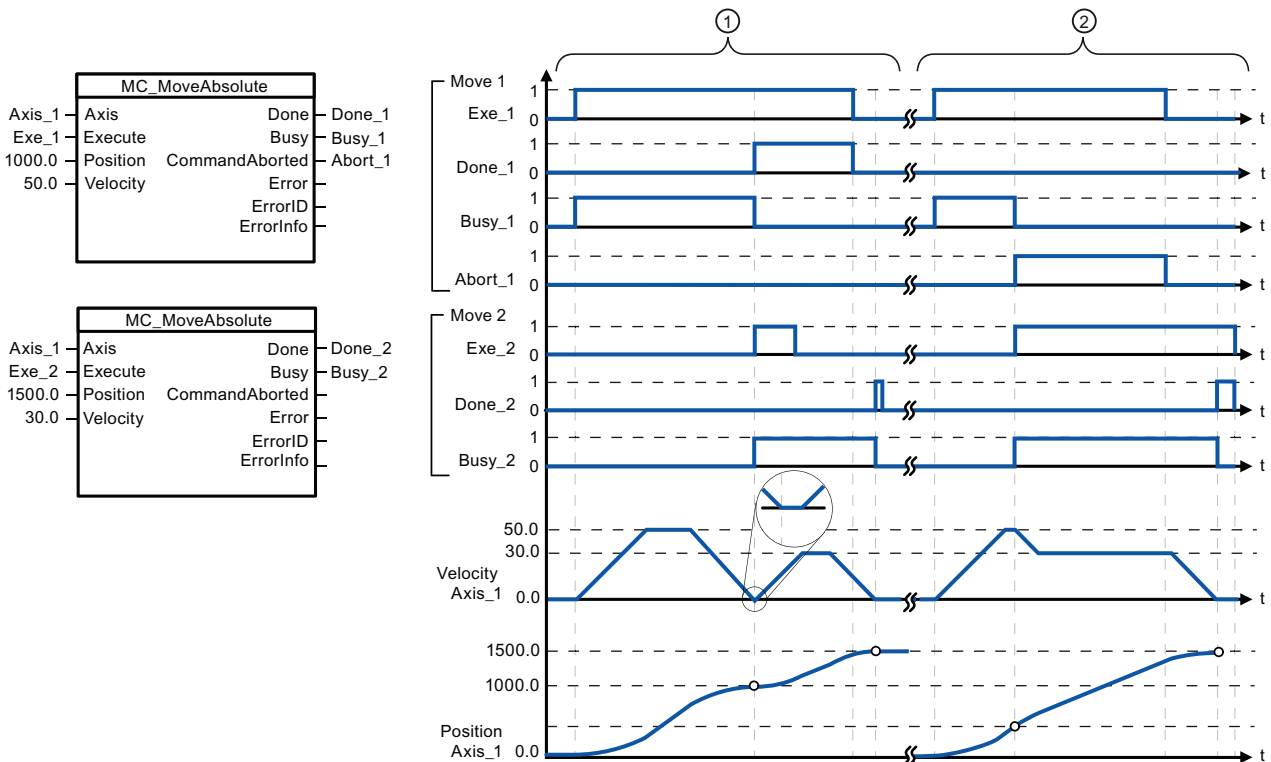 1
2
MC_MoveAbsolute
Axis_1 Axis Done Done_1
Exe_1 Execute Busy Busy_1
1000.0 Position CommandAborted Abort_1
50.0 Velocity Error
ErrorID
ErrorInfo
MC_MoveAbsolute
Axis_1 Axis Done Done_2
Exe_2 Execute Busy Busy_2
1500.0 Position CommandAborted
30.0 Velocity Error
ErrorID
ErrorInfo
Move 1
1
Exe_1 0 t
1
Done_1 0 t
1
Busy_1 0 t
1
Abort_1 0 t
Move 2
1
Exe_2 0 t
1
Done_2 0 t
1
Busy_2 0 t
50.0
30.0
Velocity
Axis_1 0.0 t
1500.0
1000.0
Position
Axis_1 0.0 t